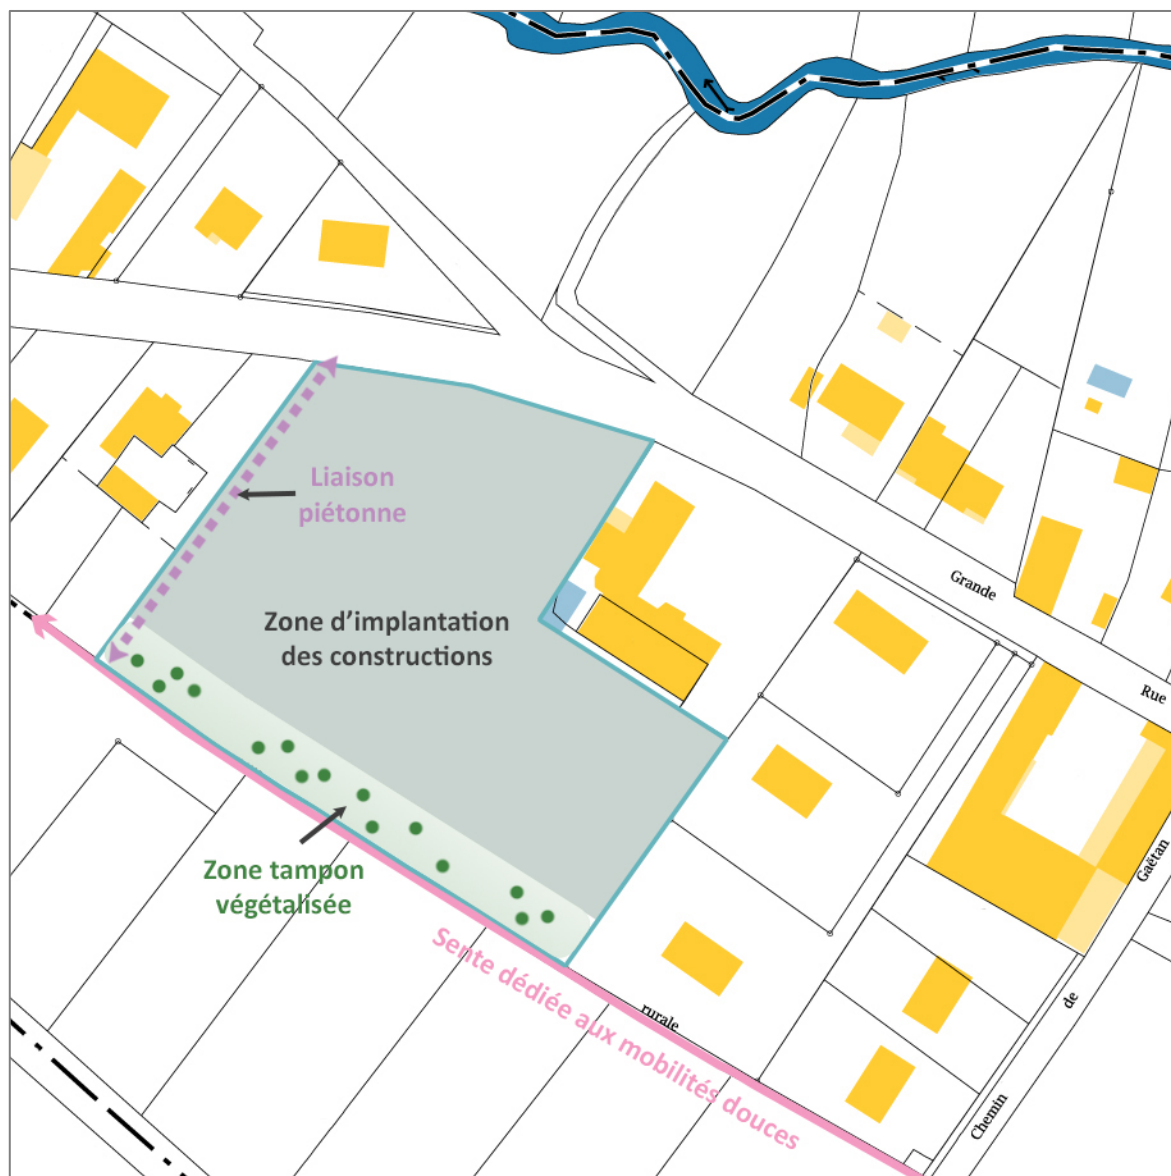 Liaison
piétonne
Grande
Zone d’implantation
des constructions
Rue
Gaëtan
Zone tampon
végétalisée
Sente dédiée aux mobilités douces
rurale
de
Chemin